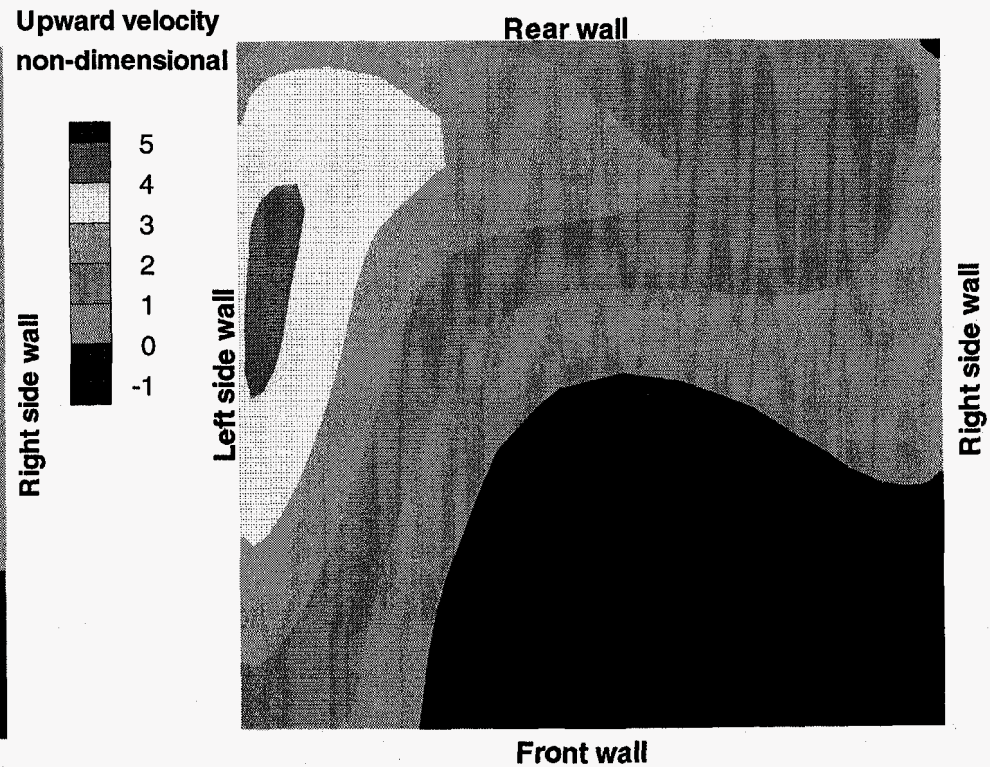 Upward velocity
non-dimensional
Rear wall
5
4
3
2
1
0
-1
Right side wall
Left side wall
Right side wall
Front wall